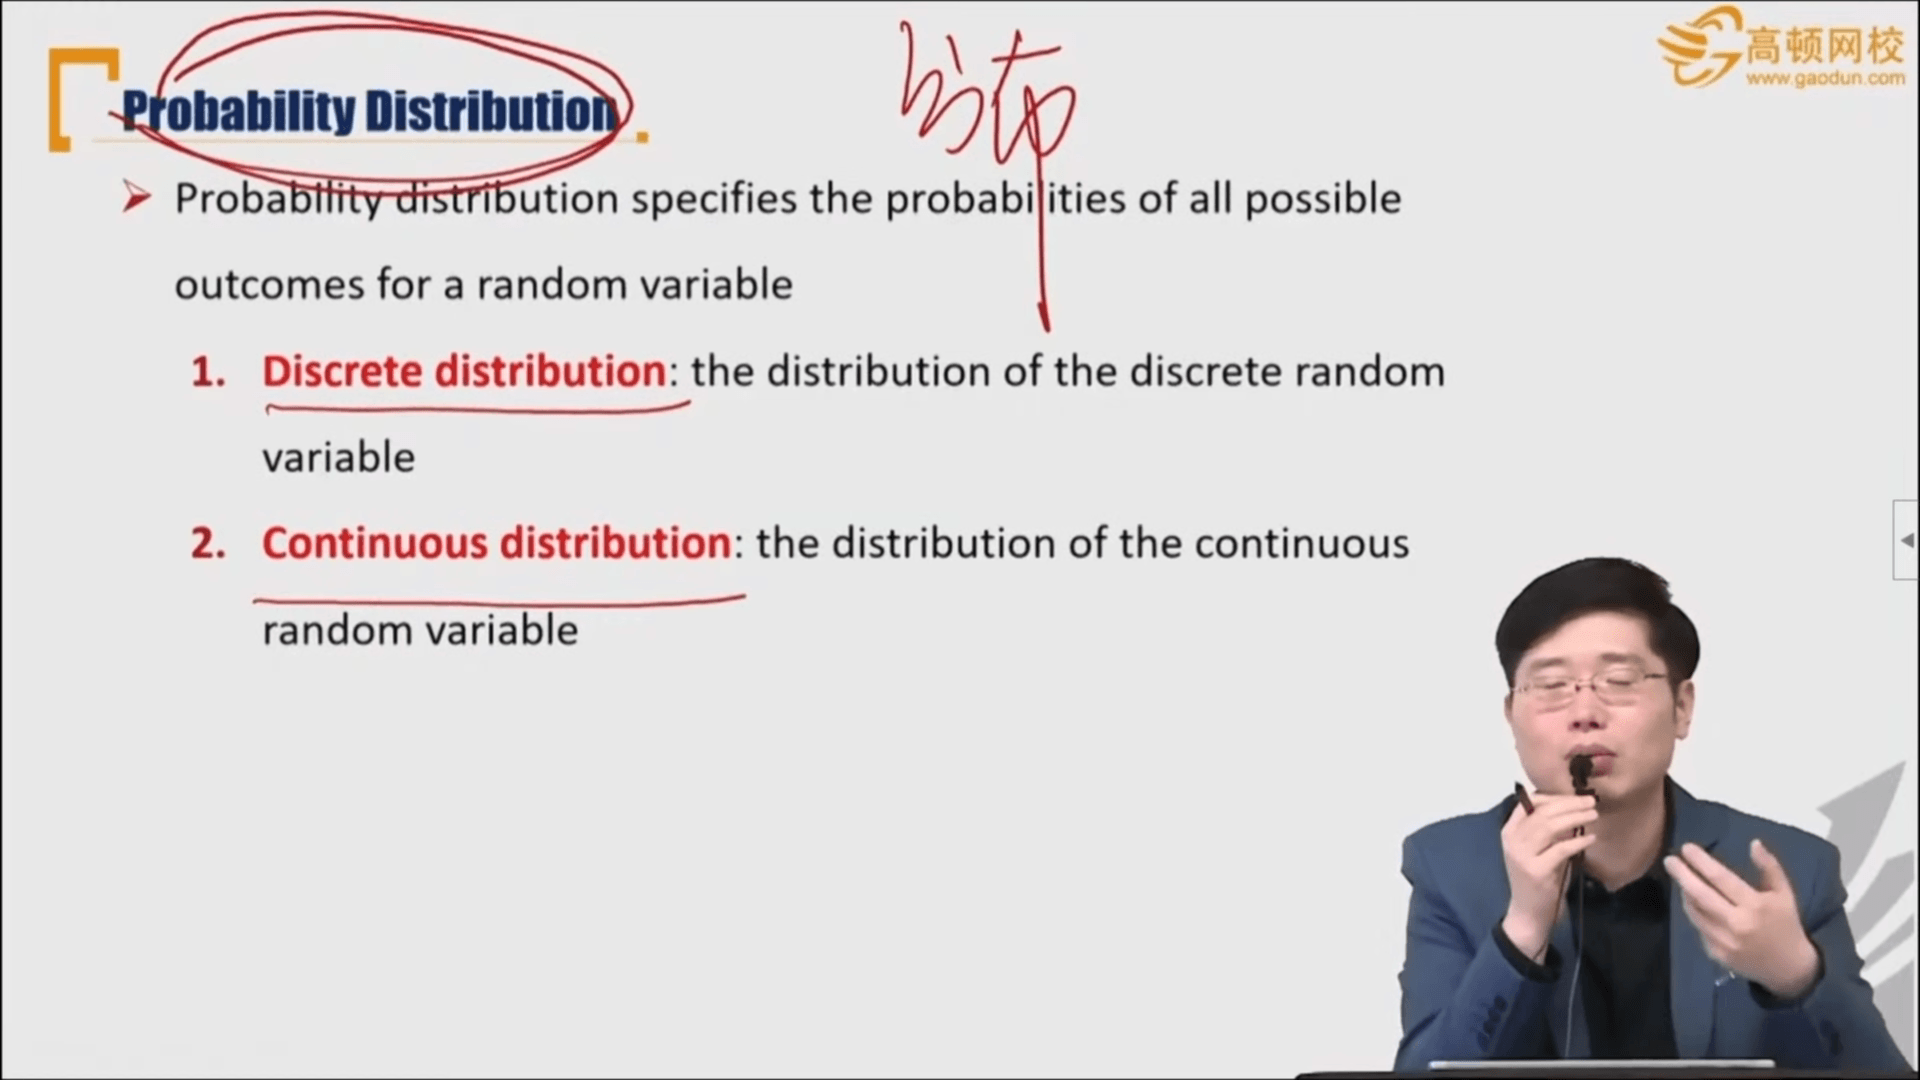 高顿网校
www.gaodun.com
分布
Probability Distribution
Probability distribution specifies the probabilities of all possible
outcomes for a random variable
1. Discrete distribution: the distribution of the discrete random
variable
2. Continuous distribution: the distribution of the continuous
random variable